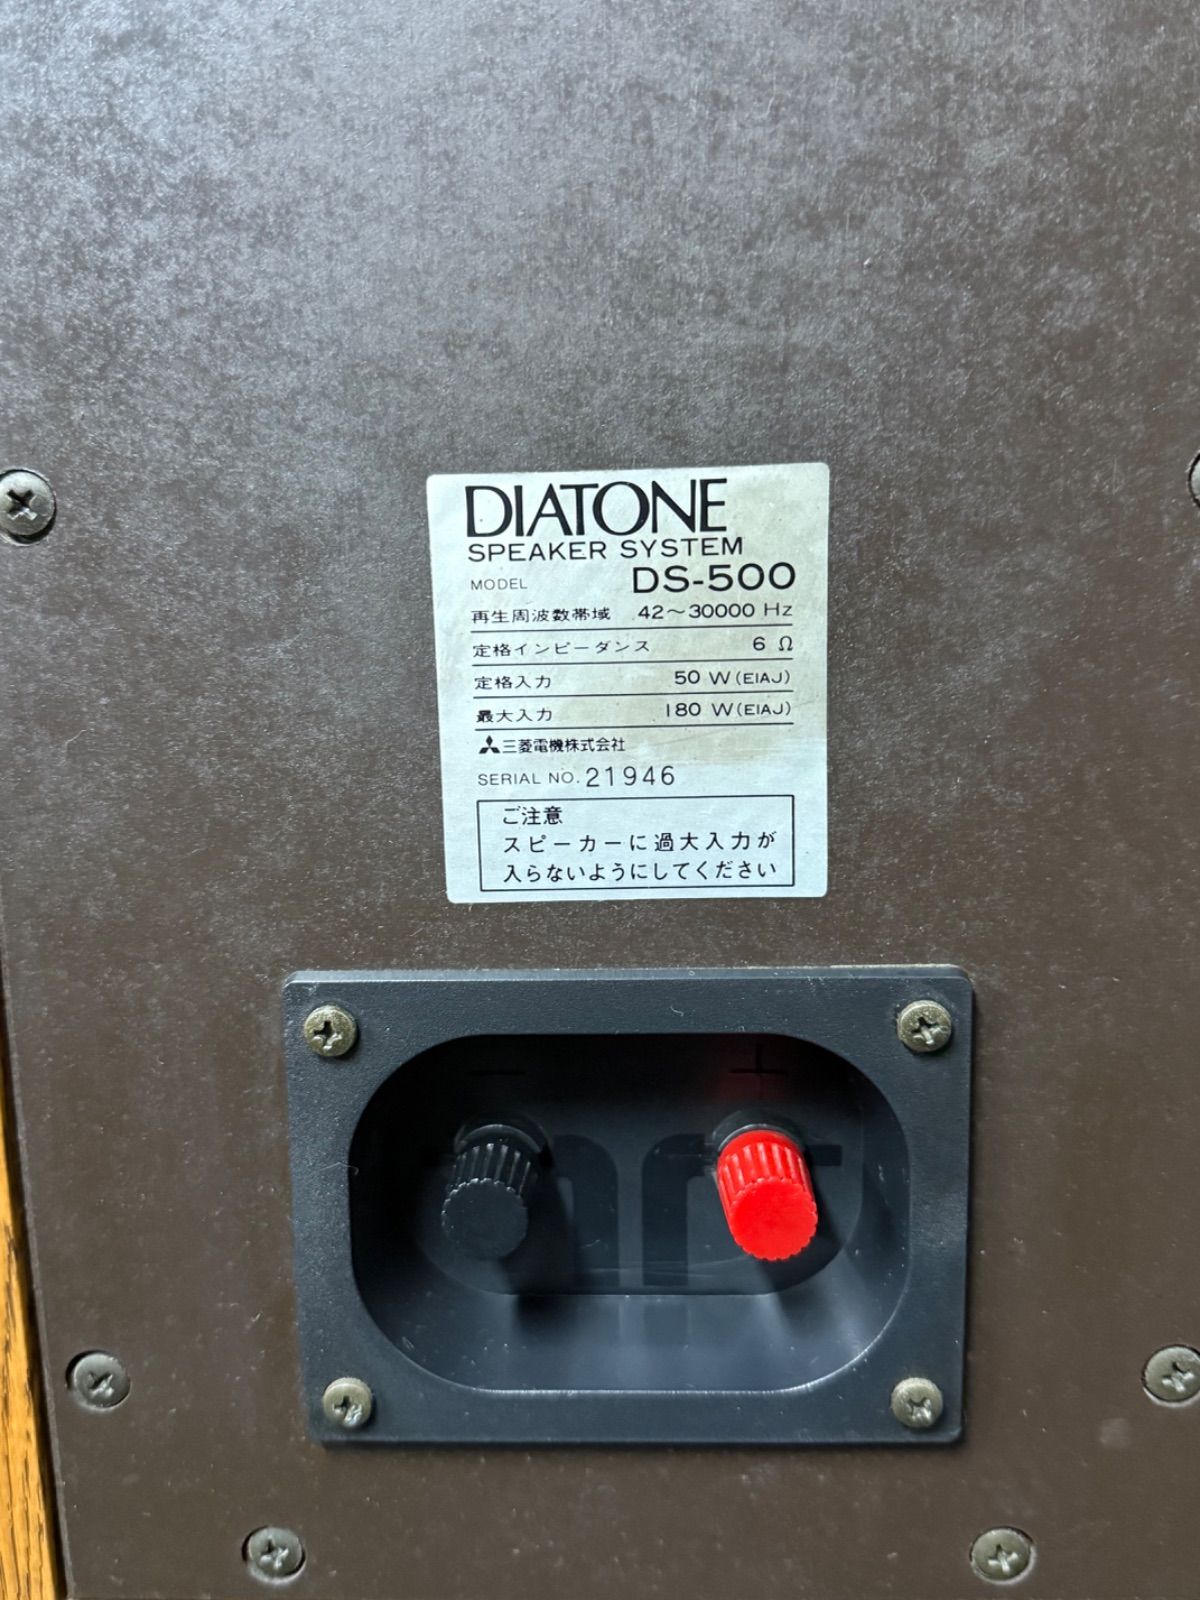 DIATONE
SPEAKER SYSTEM
MODEL DS-500
再生周波数帯域 42～30000 Hz
定格インピーダンス 6 Ω
定格入力 50 W (EIAJ)
最大入力 180 W (EIAJ)
三菱電機株式会社
SERIAL NO. 21946
ご注意
スピーカーに過大入力が
入らないようにしてください
− +